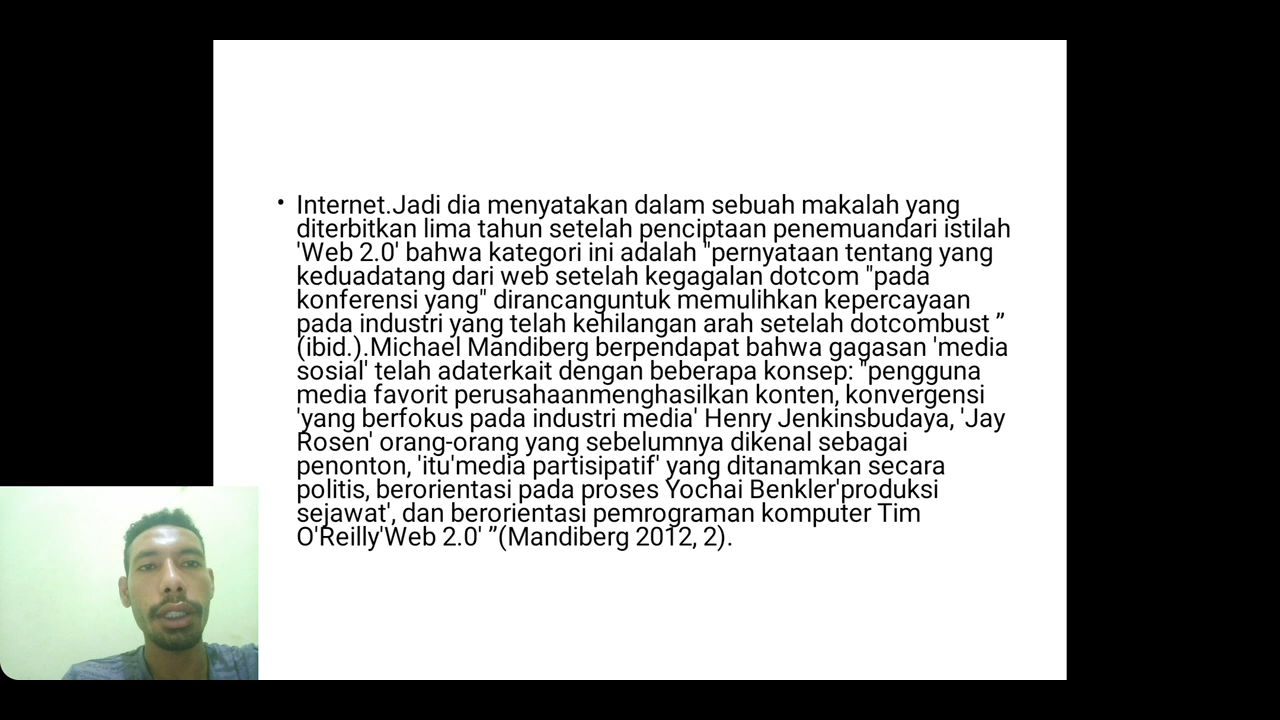 • Internet.Jadi dia menyatakan dalam sebuah makalah yang
diterbitkan lima tahun setelah penciptaan penemuandari istilah
'Web 2.0' bahwa kategori ini adalah "pernyataan tentang yang
keduadatang dari web setelah kegagalan dotcom "pada
konferensi yang" dirancanguntuk memulihkan kepercayaan
pada industri yang telah kehilangan arah setelah dotcombust ”
(ibid.).Michael Mandiberg berpendapat bahwa gagasan 'media
sosial' telah adaterkait dengan beberapa konsep: "pengguna
media favorit perusahaanmenghasilkan konten, konvergensi
'yang berfokus pada industri media' Henry Jenkinsbudaya, 'Jay
Rosen' orang-orang yang sebelumnya dikenal sebagai
penonton, 'itu'media partisipatif' yang ditanamkan secara
politis, berorientasi pada proses Yochai Benkler'produksi
sejawat', dan berorientasi pemrograman komputer Tim
O'Reilly'Web 2.0' ”(Mandiberg 2012, 2).